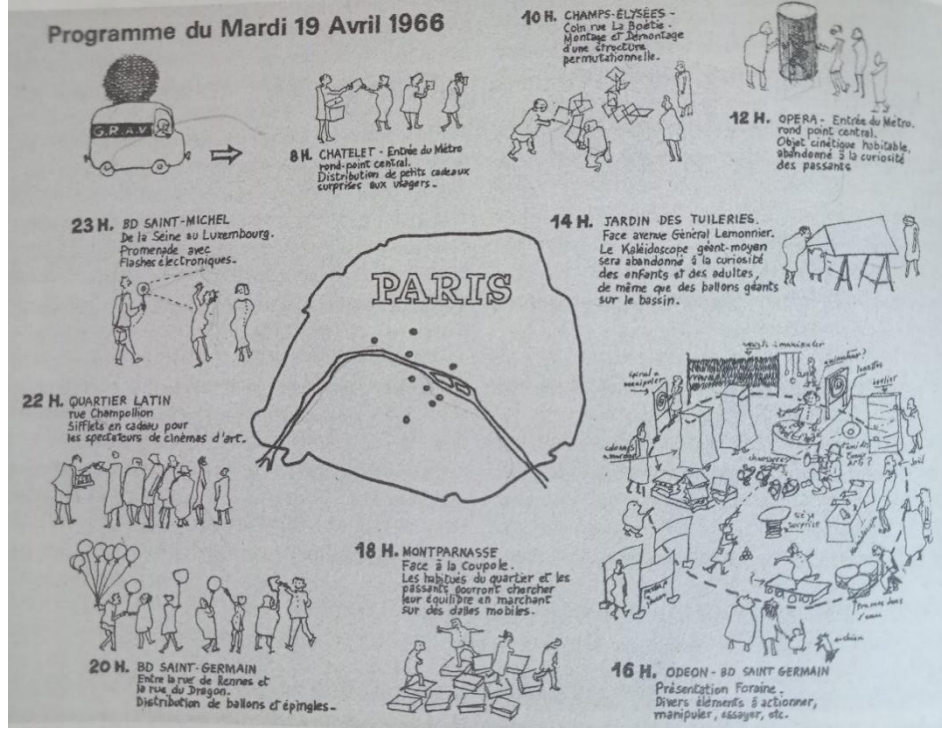 Programme du Mardi 19 Avril 1966
G.R.A.V
8 H. CHATELET - Entrée du Métro
rond-point central.
Distribution de petits cadeaux
surprises aux usagers.-
10 H. CHAMPS-ÉLYSÉES -
Coin rue La Boëtie -
Montage et Démontage
d'une structure
permutationnelle.
12 H. OPERA - Entrée du Métro.
rond point central.
Objet cinétique habitable,
abandonné à la curiosité
des passants
14 H. JARDIN DES TUILERIES.
Face avenue Général Lemonnier.
Le Kaléidoscope géant-moyen
sera abandonné à la curiosité
des enfants et des adultes,
de même que des ballons géants
sur le bassin.
PARIS
16 H. ODEON - BD SAINT GERMAIN
Présentation Foraine.
Divers éléments à actionner,
manipuler, essayer, etc.
à manipuler
manipuler
surprise
18 H. MONTPARNASSE
Face à la Coupole.
Les habitués du quartier et les
passants pourront chercher
leur équilibre en marchant
sur des dalles mobiles.
20 H. BD SAINT-GERMAIN
Entre la rue de Rennes et
la rue du Dragon.
Distribution de ballons et épingles.-
22 H. QUARTIER LATIN
rue Champollion
Sifflets en cadeau pour
les spectateurs de cinémas d'art.-
23 H. BD SAINT-MICHEL
De la Seine au Luxembourg.
Promenade avec
Flashes électroniques.-